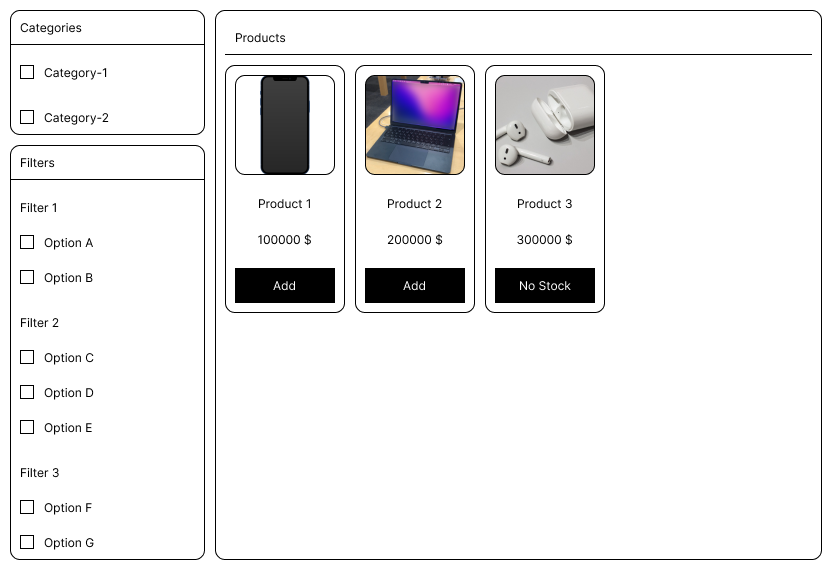 Categories
Category-1
Category-2
Filters
Filter 1
Option A
Option B
Filter 2
Option C
Option D
Option E
Filter 3
Option F
Option G
Products
Product 1
100000 $
Add
Product 2
200000 $
Add
Product 3
300000 $
No Stock